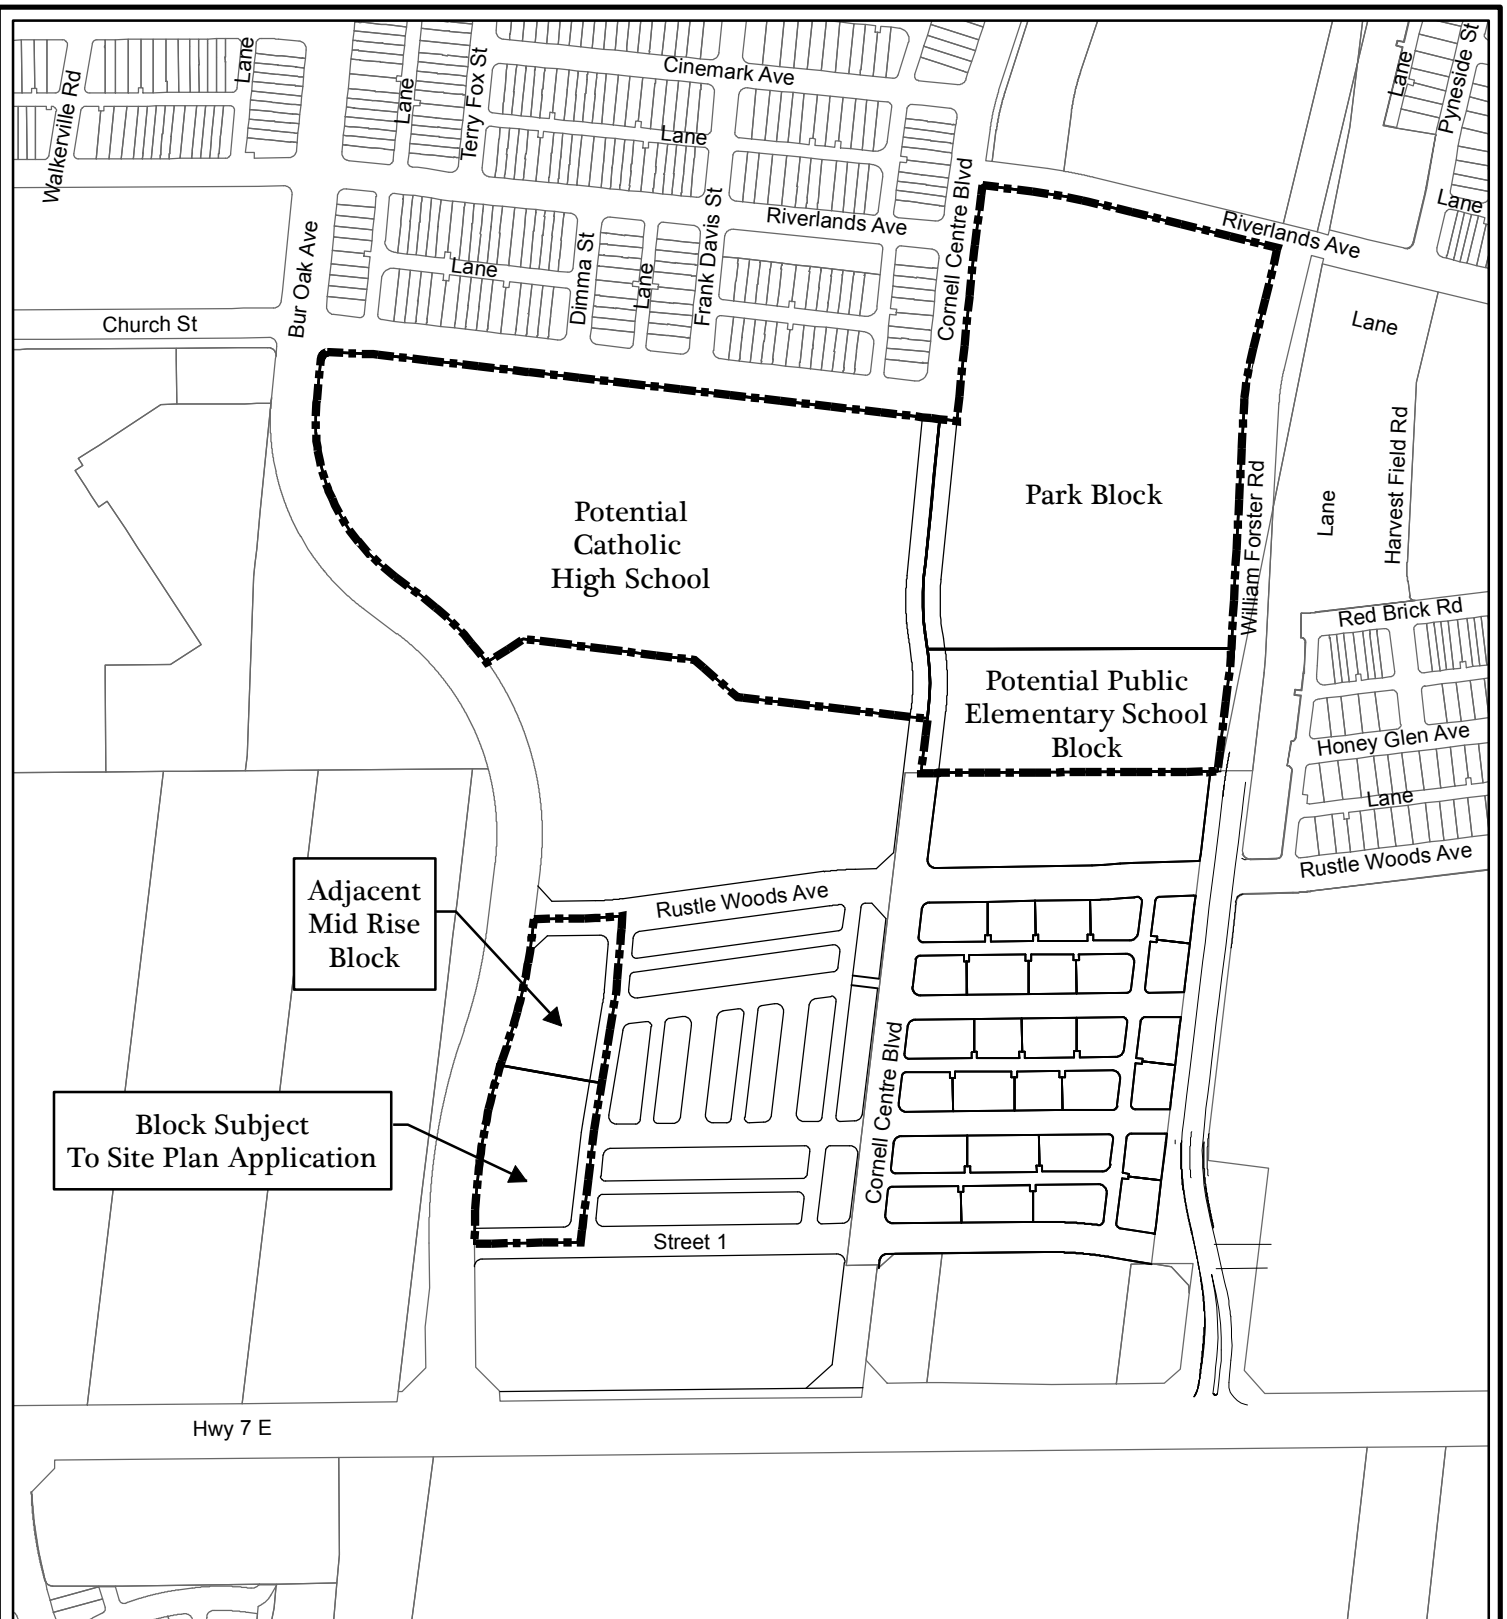 Cinemark Ave
Lane
Lane
Walkerville Rd
Terry Fox St
Lane
Lane
Pyneside St
Lane
Riverlands Ave
Riverlands Ave
Cornell Centre Blvd
Frank Davis St
Lane
Dimma St
Lane
Bur Oak Ave
Church St
Lane
Potential
Catholic
High School
Park Block
Lane
Harvest Field Rd
William Forster Rd
Red Brick Rd
Potential Public
Elementary School
Block
Honey Glen Ave
Lane
Rustle Woods Ave
Rustle Woods Ave
Adjacent
Mid Rise
Block
Cornell Centre Blvd
Block Subject
To Site Plan Application
Street 1
Hwy 7 E